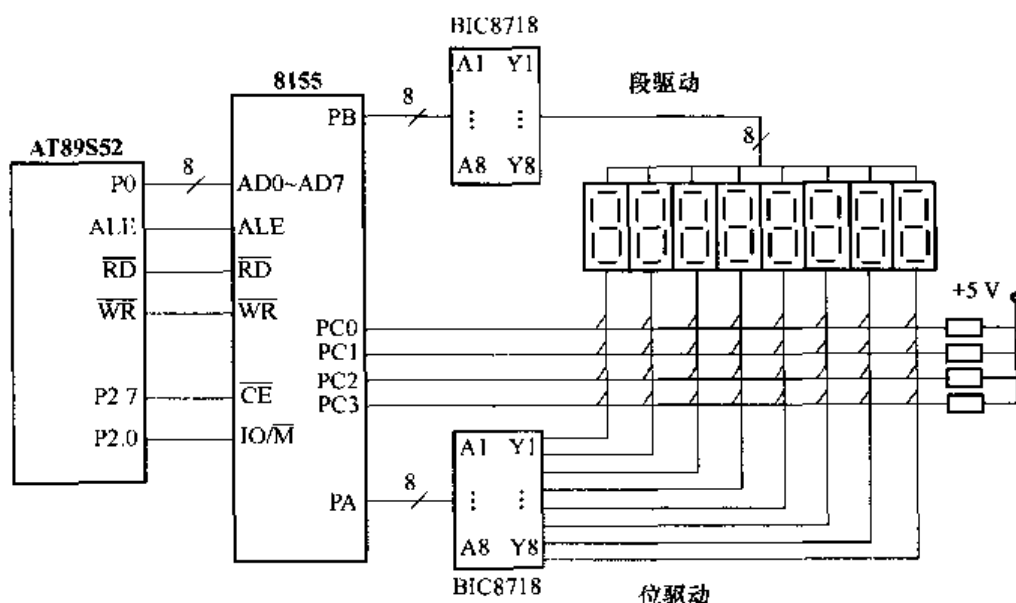 BIC8718
A1 Y1
A8 Y8
段驱动
8
8
8155
PB
AT89S52
P0
8
AD0~AD7
ALE
ALE
RD
RD
WR
WR
PC0
PC1
PC2
PC3
+5 V
P2.7
CE
P2.0
IO/M
PA
8
A1 Y1
A8 Y8
BIC8718
位驱动